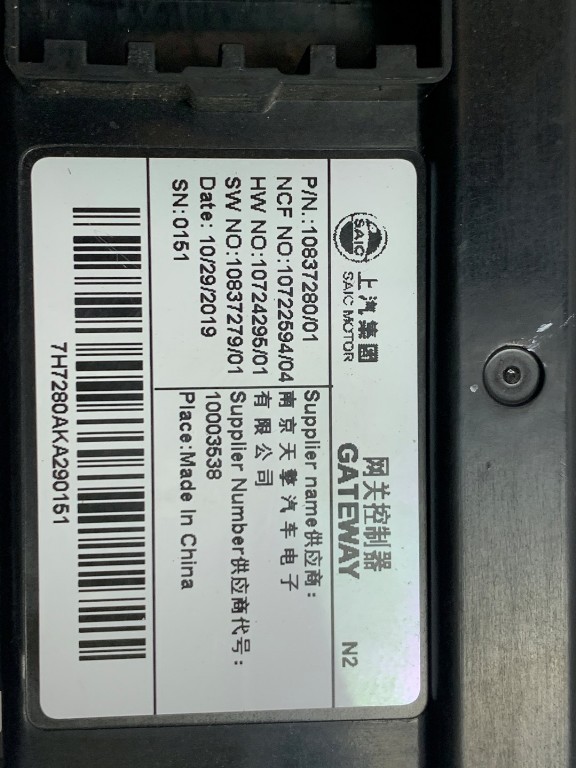 SAIC
上汽集团
SAIC MOTOR
网关控制器
GATEWAY
N2
P/N.:10837280/01
NCF NO:10722594/04
HW NO:10724295/01
SW NO:10837279/01
Date: 10/29/2019
SN:0151
Supplier name供应商:
南京天擎汽车电子
有限公司
Supplier Number供应商代号:
10003538
Place:Made In China
7H7280AKA290151